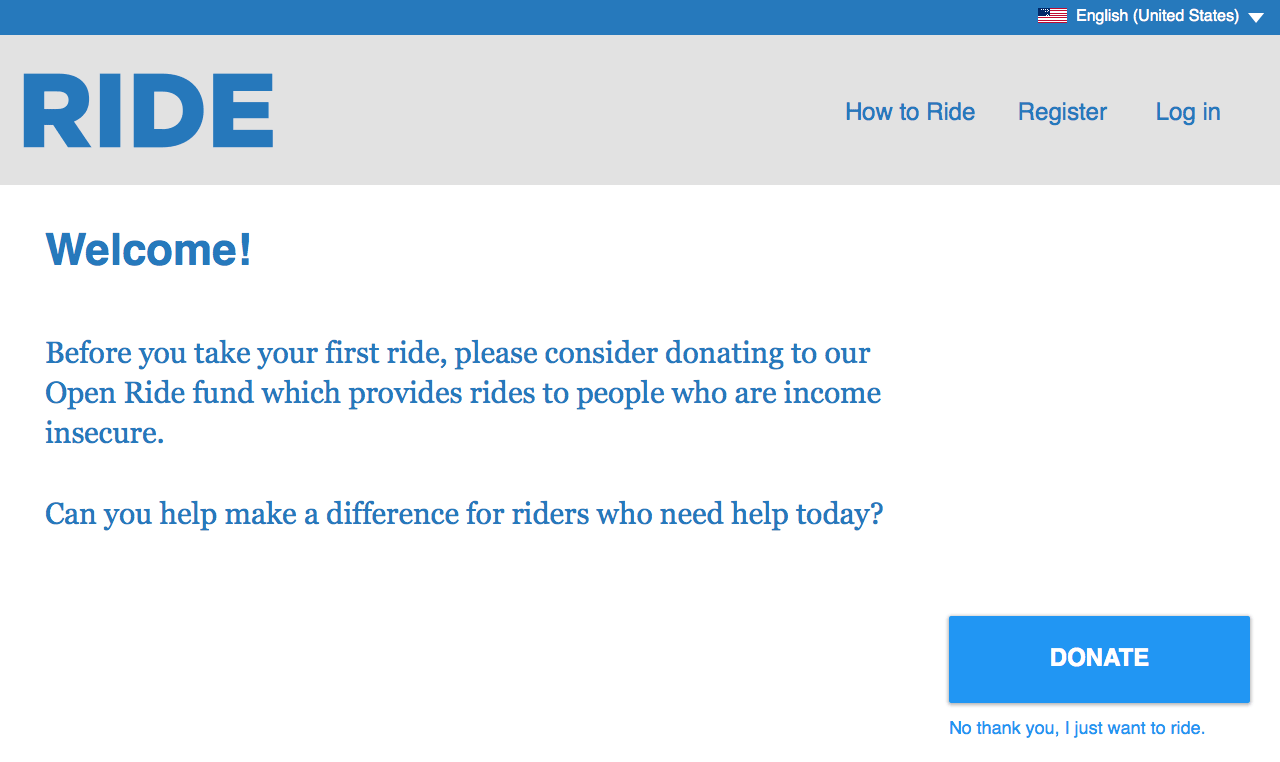 English (United States)
RIDE
How to Ride Register Log in
Welcome!
Before you take your first ride, please consider donating to our
Open Ride fund which provides rides to people who are income
insecure.
Can you help make a difference for riders who need help today?
DONATE
No thank you, I just want to ride.